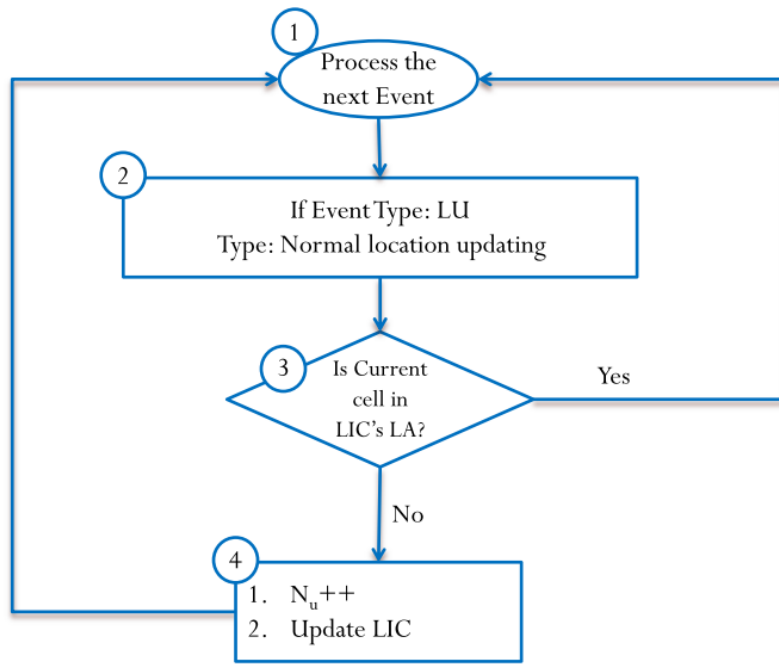 1
Process the
next Event
2
If Event Type: LU
Type: Normal location updating
3
Is Current
cell in
LIC's LA?
Yes
No
4
1. Nu++
2. Update LIC